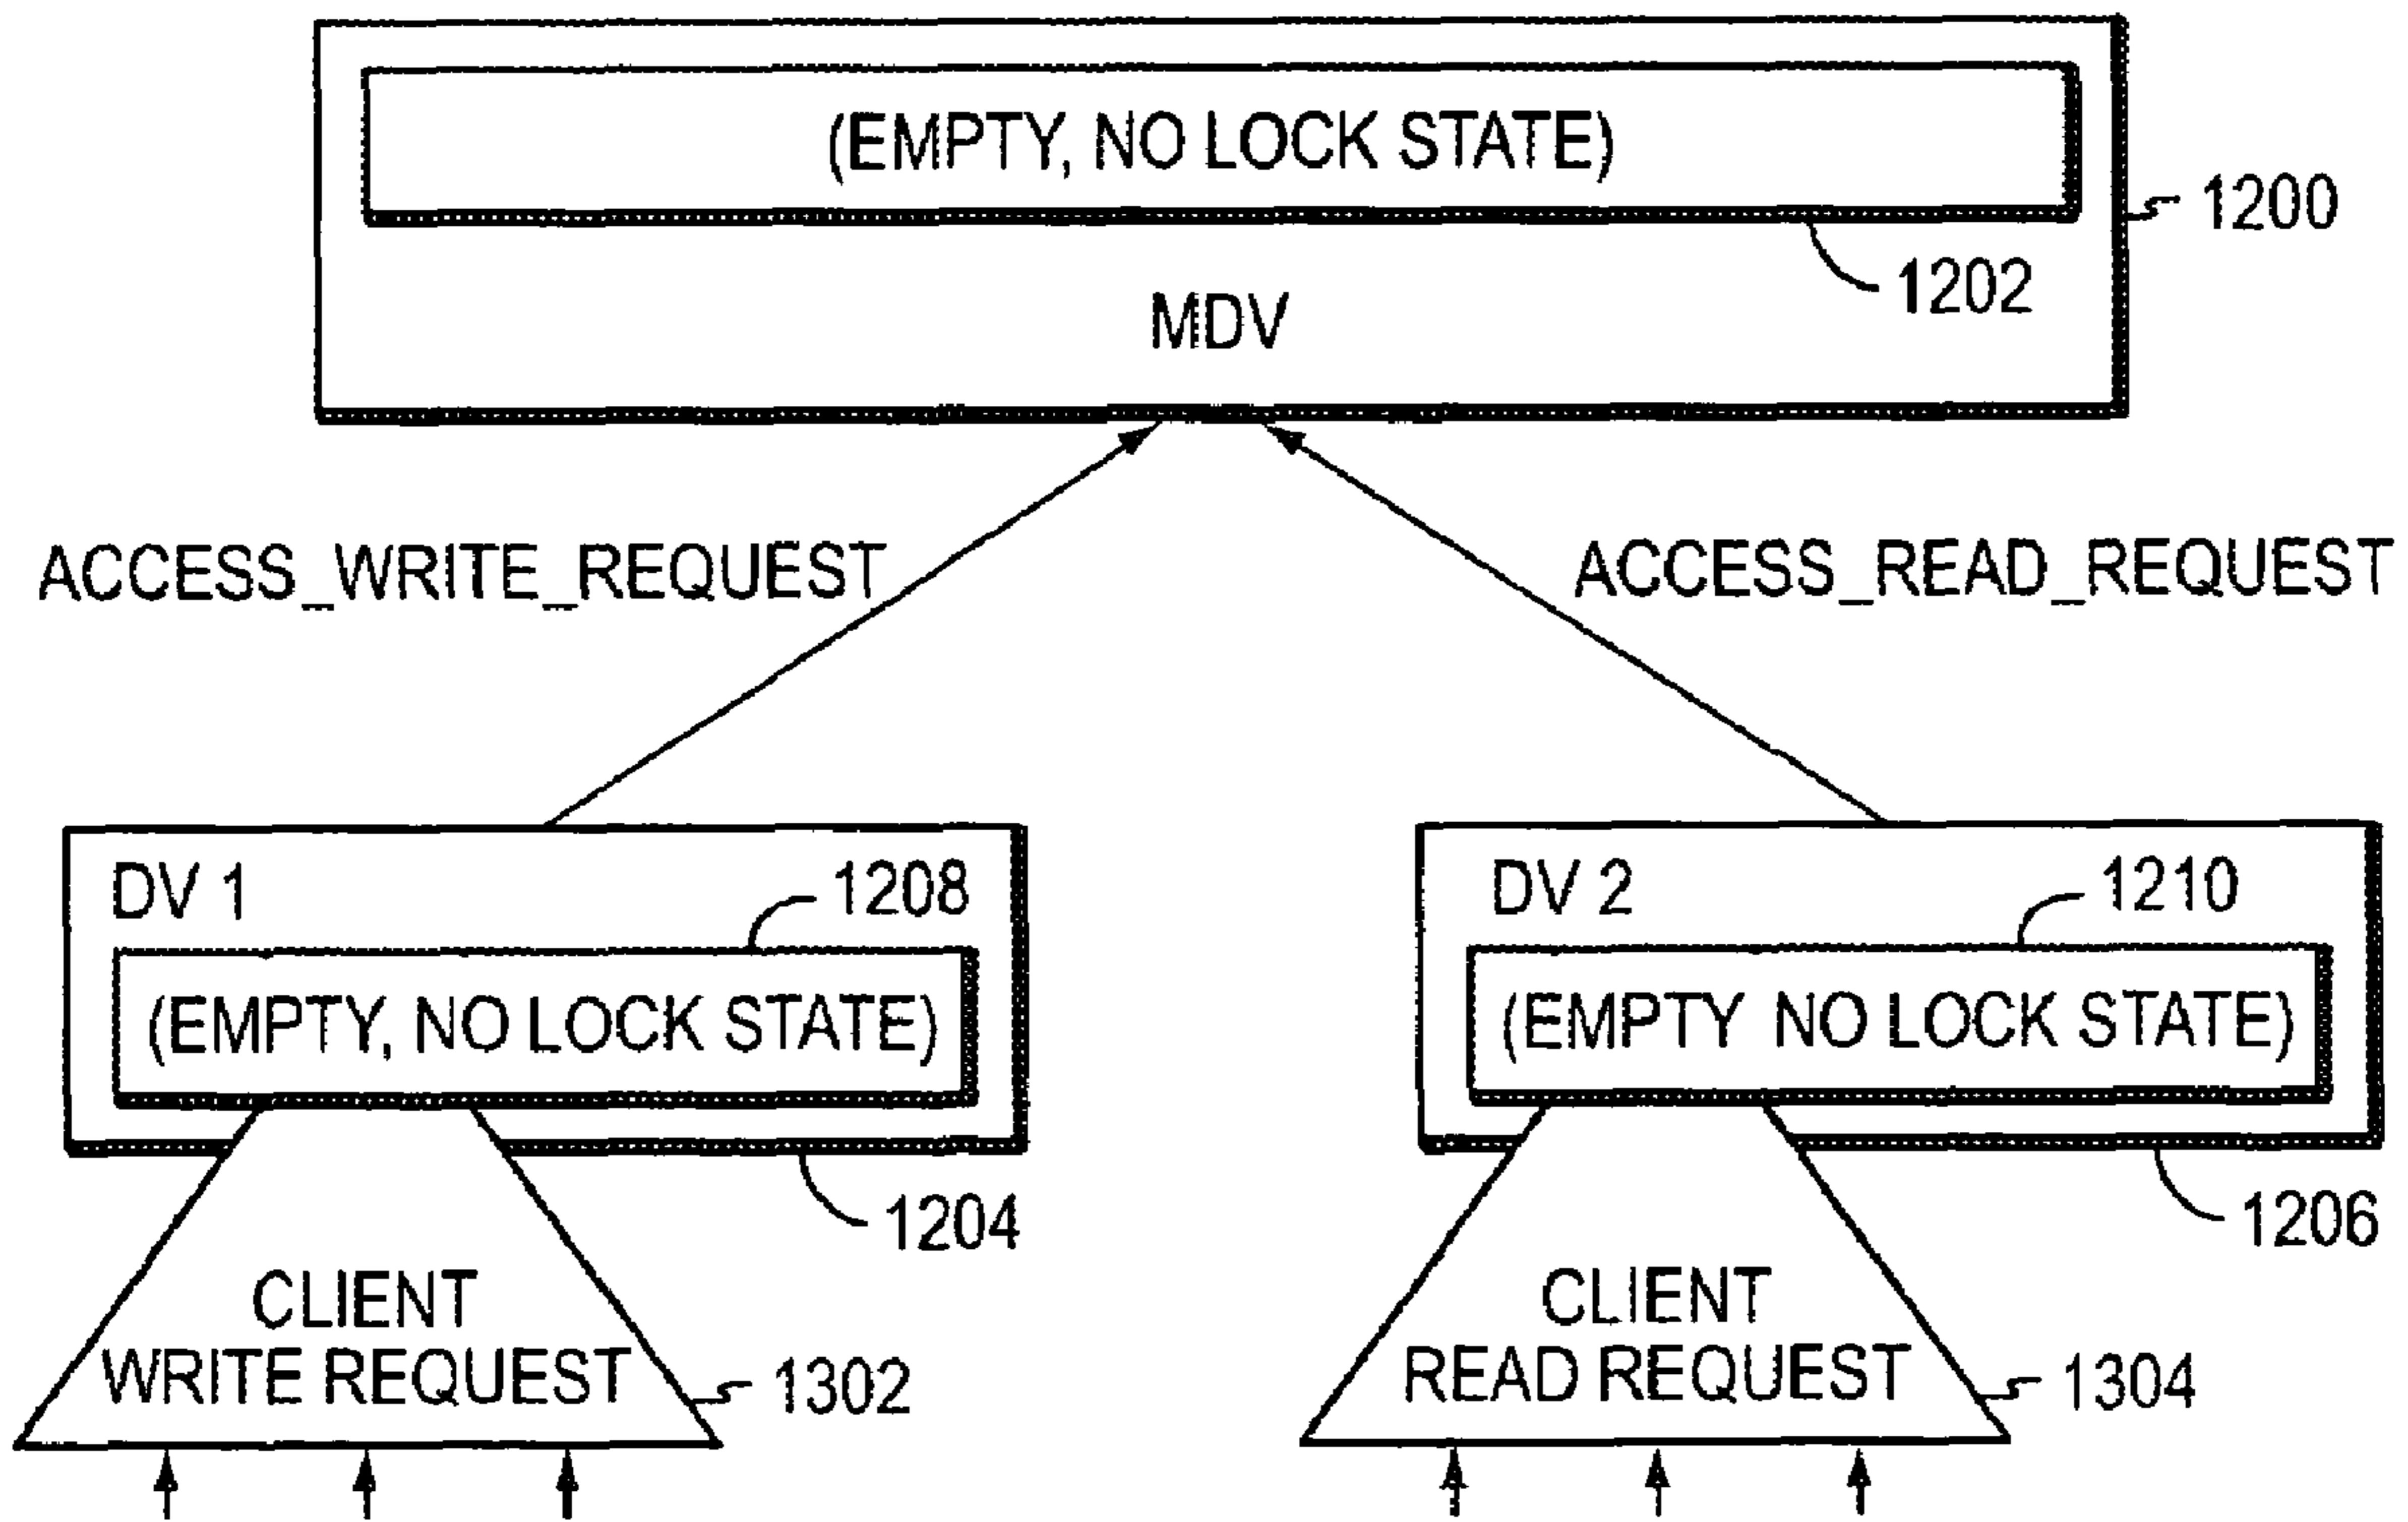 (EMPTY, NO LOCK STATE)
1200
1202
MDV
ACCESS_WRITE_REQUEST
ACCESS_READ_REQUEST
DV 1
1208
(EMPTY, NO LOCK STATE)
1204
DV 2
1210
(EMPTY NO LOCK STATE)
1206
CLIENT
WRITE REQUEST
1302
CLIENT
READ REQUEST
1304